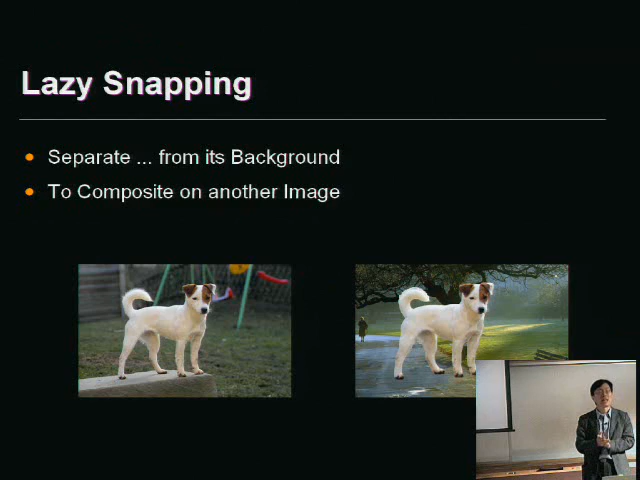 Lazy Snapping
Separate ... from its Background
To Composite on another Image